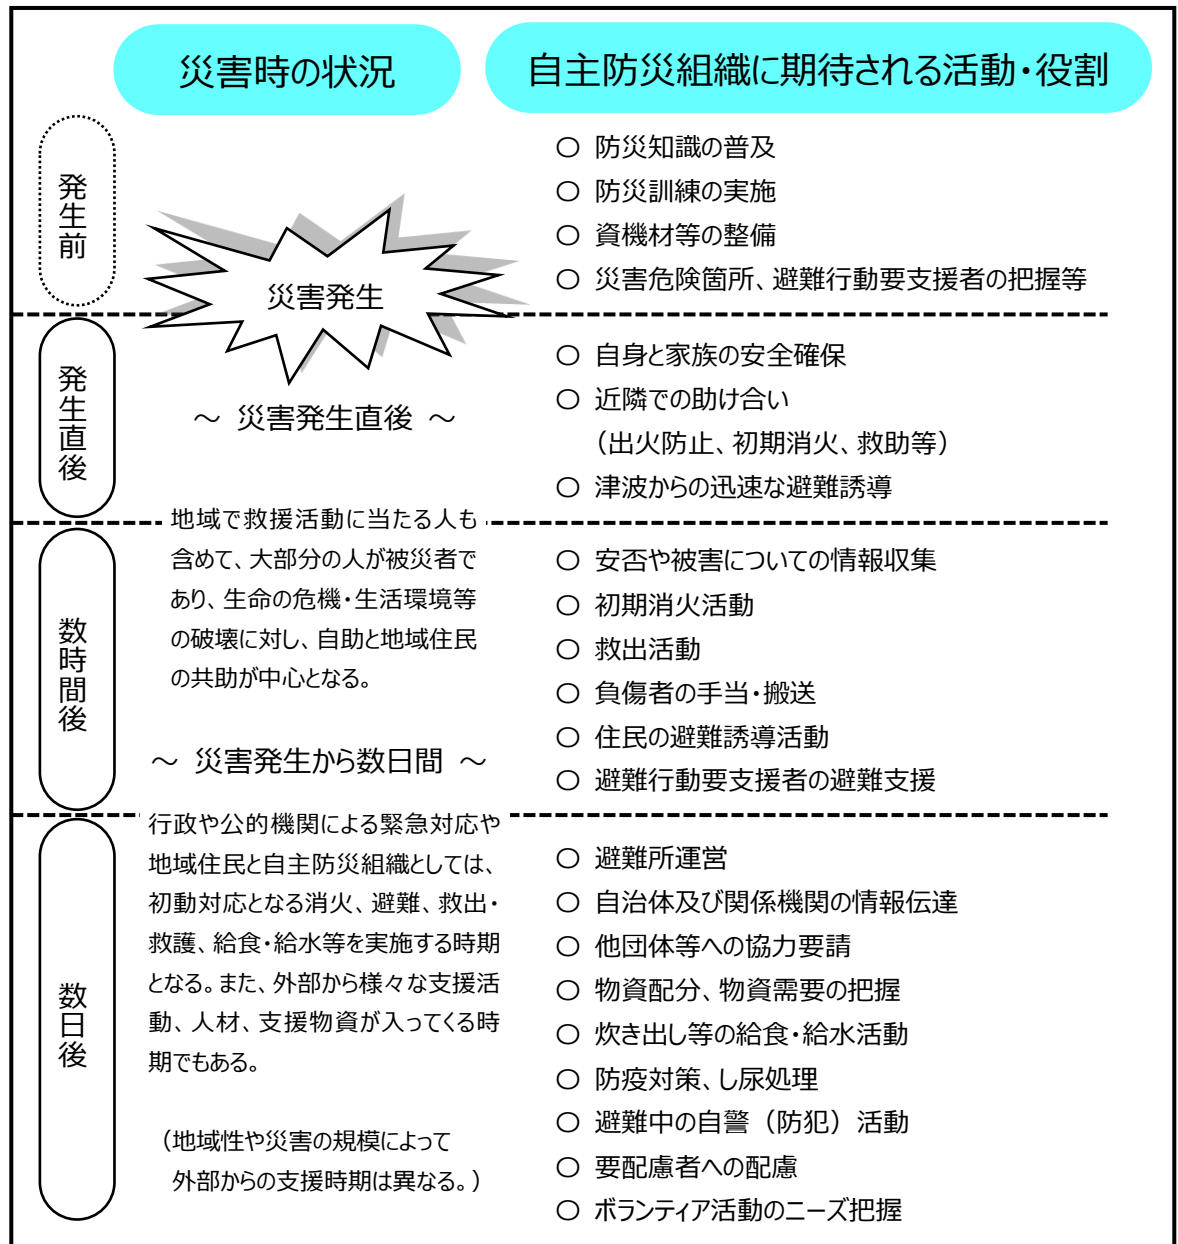 災害時の状況
自主防災組織に期待される活動・役割
発生前
災害発生
〇 防災知識の普及
〇 防災訓練の実施
〇 資機材等の整備
〇 災害危険箇所、避難行動要支援者の把握等
発生直後
～ 災害発生直後 ～
〇 自身と家族の安全確保
〇 近隣での助け合い
（出火防止、初期消火、救助等）
〇 津波からの迅速な避難誘導
数時間後
地域で救援活動に当たる人も
含めて、大部分の人が被災者で
あり、生命の危機・生活環境等
の破壊に対し、自助と地域住民
の共助が中心となる。
～ 災害発生から数日間 ～
〇 安否や被害についての情報収集
〇 初期消火活動
〇 救出活動
〇 負傷者の手当・搬送
〇 住民の避難誘導活動
〇 避難行動要支援者の避難支援
数日後
行政や公的機関による緊急対応や
地域住民と自主防災組織としては、
初動対応となる消火、避難、救出・
救護、給食・給水等を実施する時期
となる。また、外部から様々な支援活
動、人材、支援物資が入ってくる時
期でもある。
（地域性や災害の規模によって
外部からの支援時期は異なる。）
〇 避難所運営
〇 自治体及び関係機関の情報伝達
〇 他団体等への協力要請
〇 物資配分、物資需要の把握
〇 炊き出し等の給食・給水活動
〇 防疫対策、し尿処理
〇 避難中の自警（防犯）活動
〇 要配慮者への配慮
〇 ボランティア活動のニーズ把握